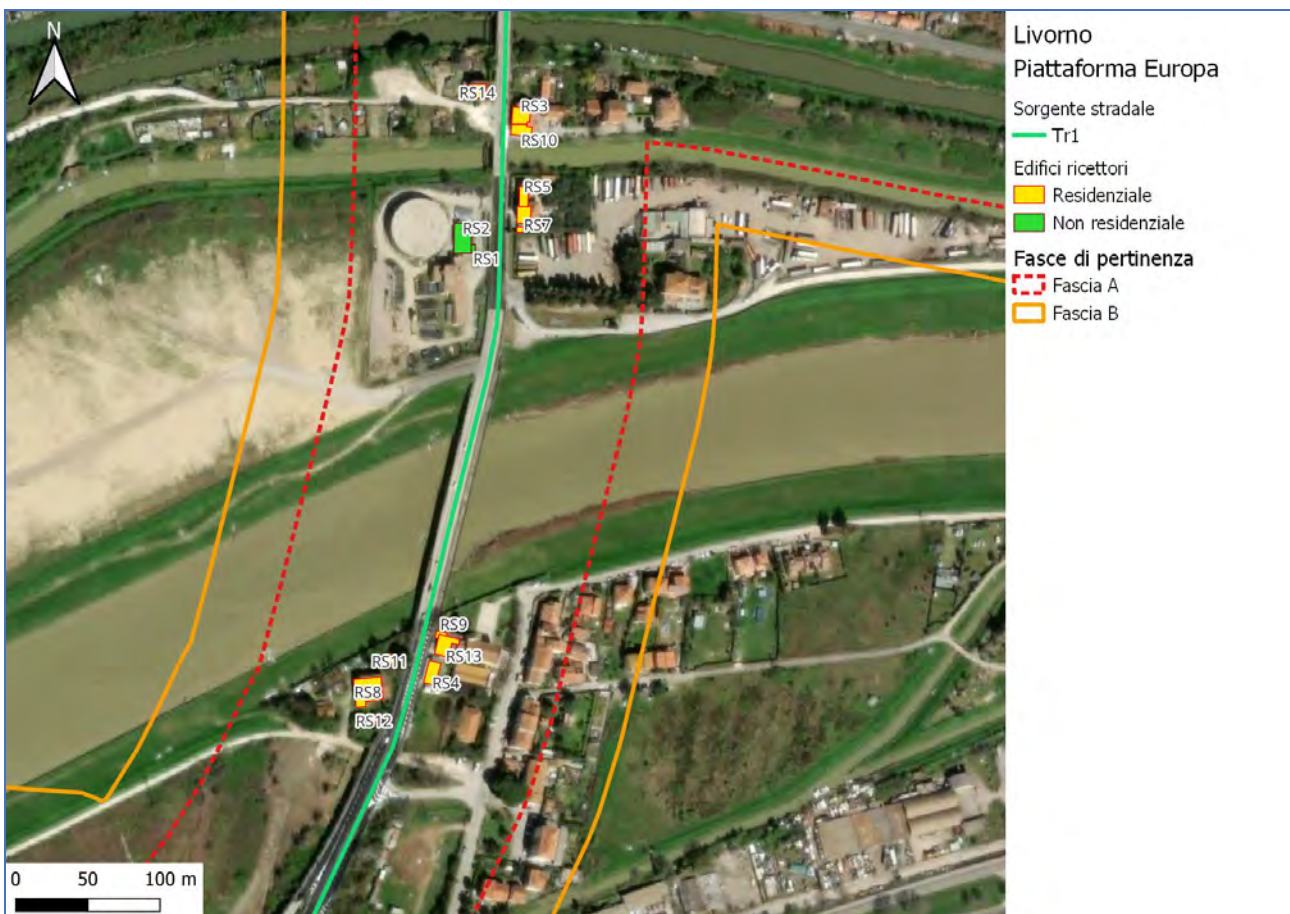 N
RS14
RS3
RS10
RS5
RS7
RS2
RS1
RS9
RS13
RS11
RS4
RS8
RS12
0 50 100 m
Livorno
Piattaforma Europa
Sorgente stradale
Tr1
Edifici ricettori
Residenziale
Non residenziale
Fasce di pertinenza
Fascia A
Fascia B